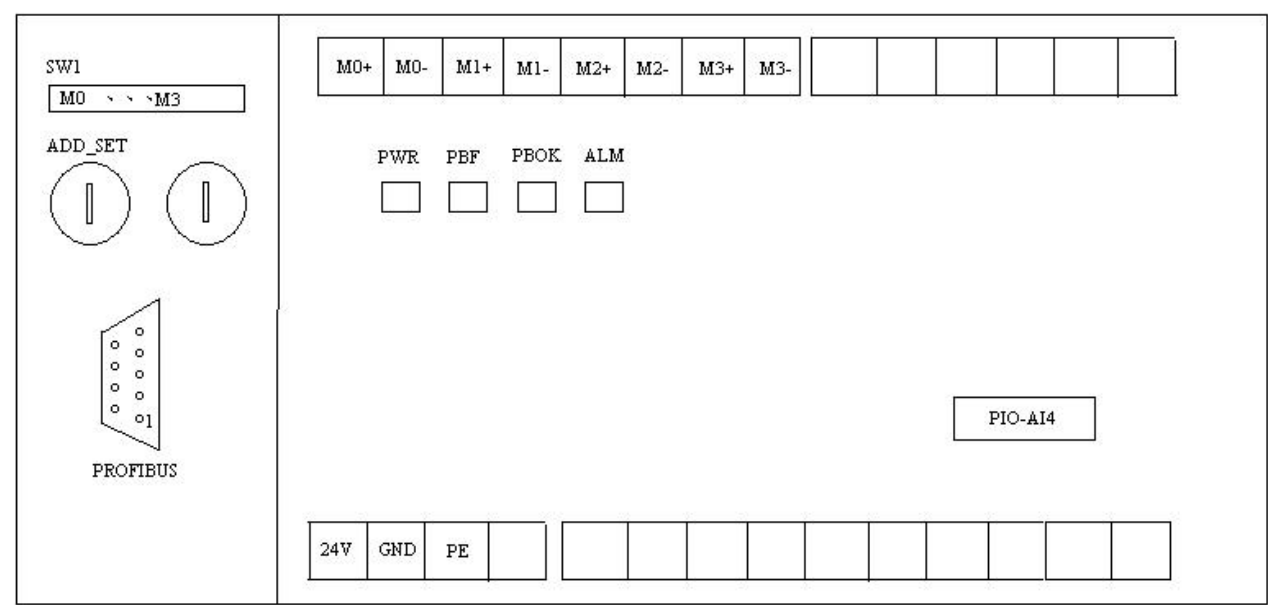 SW1
M0 、、、M3
ADD_SET
M0+ M0- M1+ M1- M2+ M2- M3+ M3-
PWR PBF PBOK ALM
1
PROFIBUS
PIO-AI4
24V GND PE